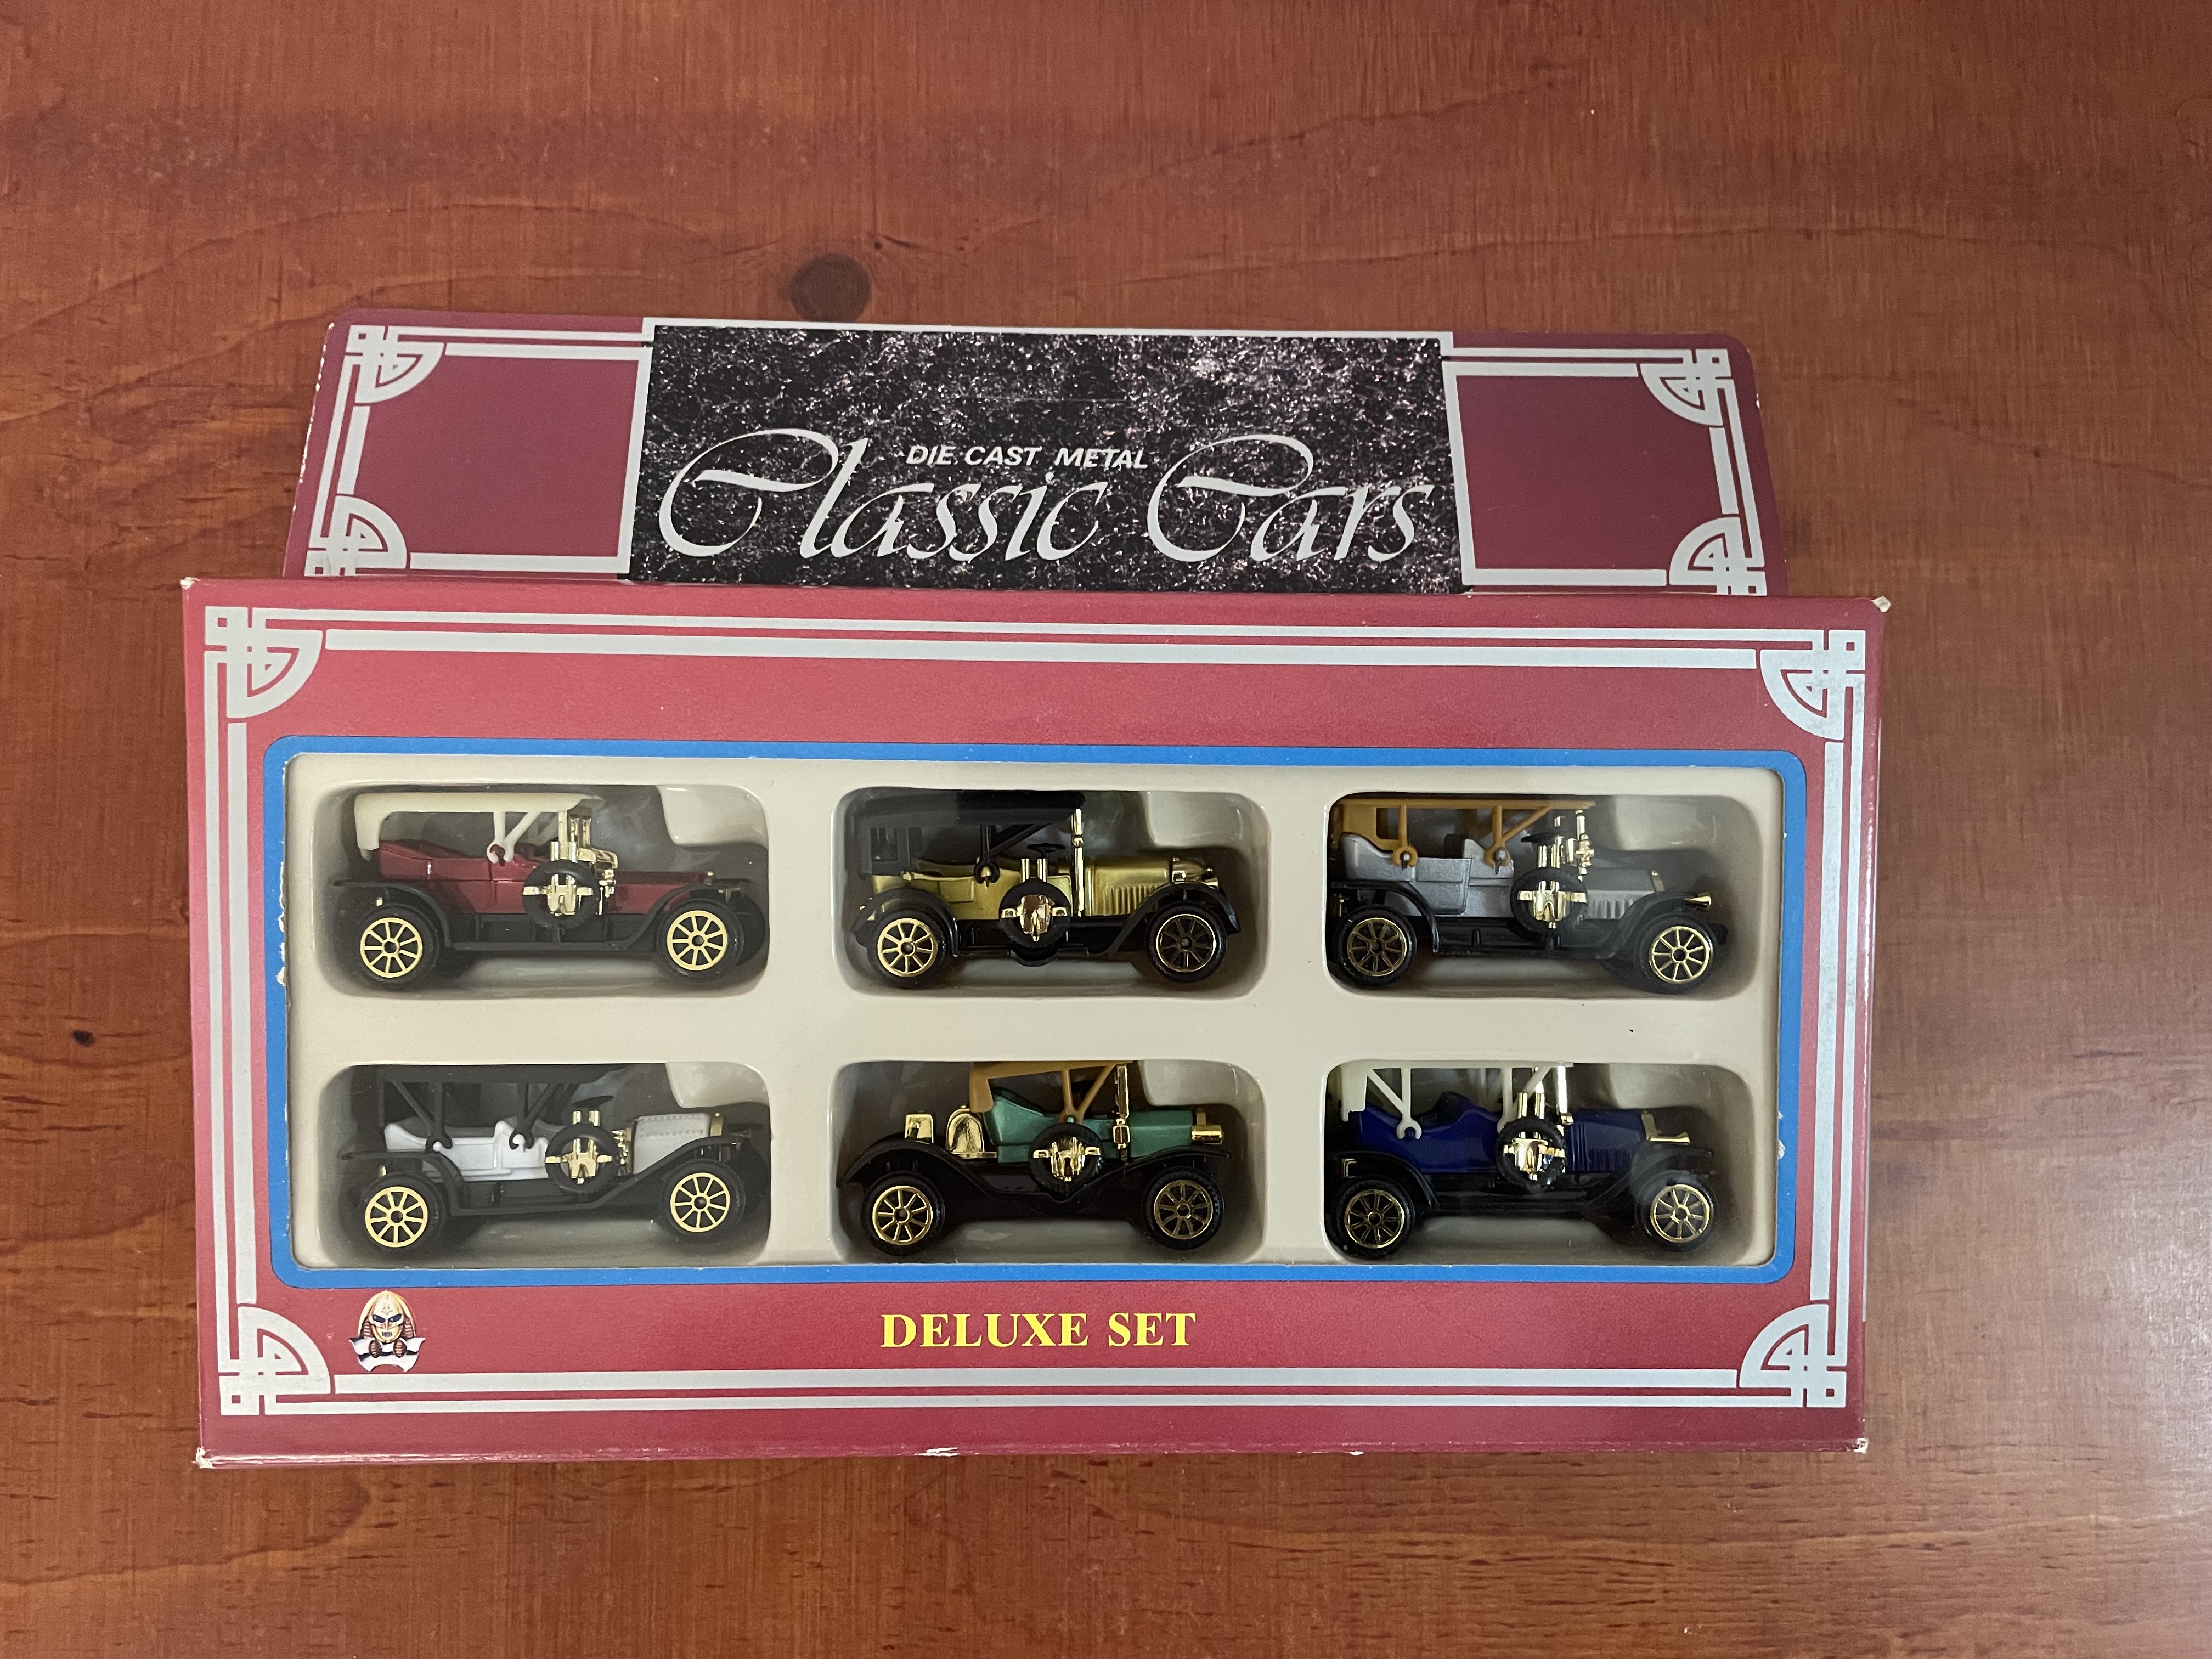 DIE CAST METAL
Classic Cars
DELUXE SET